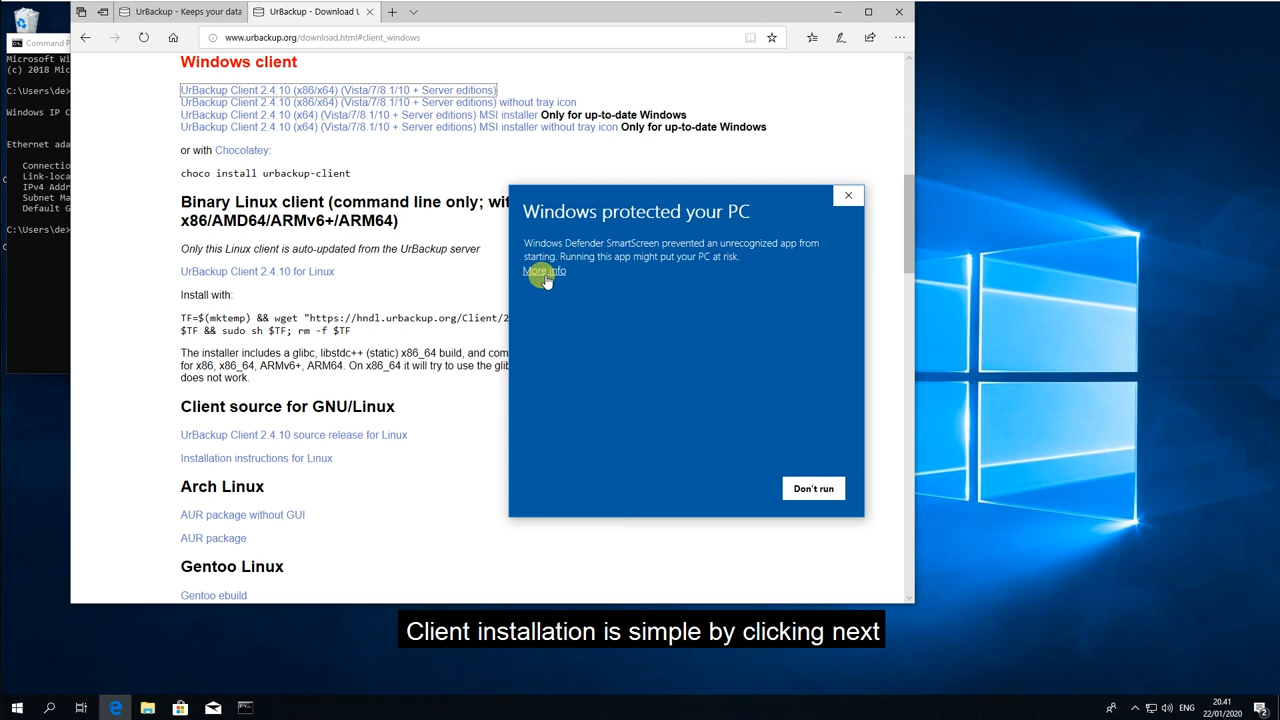 UrBackup - Keeps your data
UrBackup - Download U
www.urbackup.org/download.html#client_windows
Command P
Microsoft Wi
(c) 2018 Mic
C:\Users\de>
Windows IP C
Ethernet ada
Connectio
Link-loca
IPv4 Addr
Subnet Ma
Default G
C:\Users\de>
Windows client
UrBackup Client 2.4.10 (x86/x64) (Vista/7/8.1/10 + Server editions)
UrBackup Client 2.4.10 (x86/x64) (Vista/7/8.1/10 + Server editions) without tray icon
UrBackup Client 2.4.10 (x64) (Vista/7/8.1/10 + Server editions) MSI installer Only for up-to-date Windows
UrBackup Client 2.4.10 (x64) (Vista/7/8.1/10 + Server editions) MSI installer without tray icon Only for up-to-date Windows
or with Chocolatey:
choco install urbackup-client
Binary Linux client (command line only; wit
x86/AMD64/ARMv6+/ARM64)
Only this Linux client is auto-updated from the UrBackup server
UrBackup Client 2.4.10 for Linux
Install with:
TF=$(mktemp) && wget "https://hndl.urbackup.org/Client/2
$TF && sudo sh $TF; rm -f $TF
The installer includes a glibc, libstdc++ (static) x86_64 build, and com
for x86, x86_64, ARMv6+, ARM64. On x86_64 it will try to use the glib
does not work.
Client source for GNU/Linux
UrBackup Client 2.4.10 source release for Linux
Installation instructions for Linux
Arch Linux
AUR package without GUI
AUR package
Gentoo Linux
Gentoo ebuild
Windows protected your PC
Windows Defender SmartScreen prevented an unrecognized app from
starting. Running this app might put your PC at risk.
More info
Don't run
Client installation is simple by clicking next
ENG
20.41
22/01/2020
2